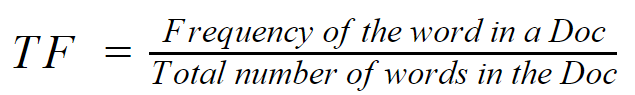 TF = Frequency of the word in a Doc
Total number of words in the Doc